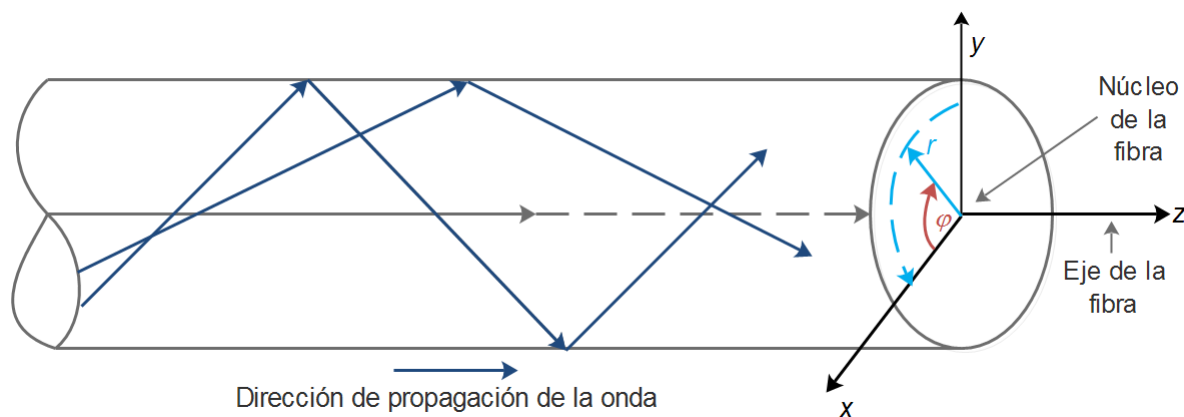 y
Núcleo
de la
fibra
r
φ
z
Eje de la
fibra
Dirección de propagación de la onda
x